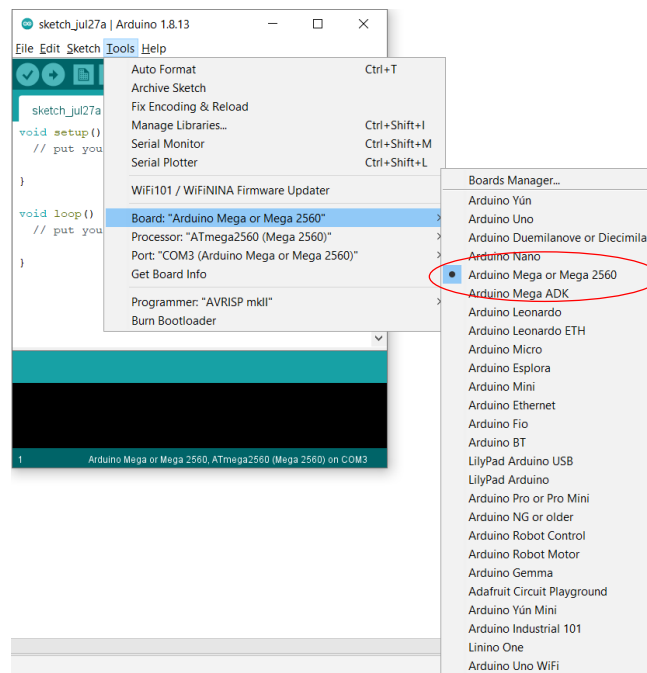 sketch_jul27a | Arduino 1.8.13
File Edit Sketch Tools Help
Auto Format Ctrl+T
Archive Sketch
Fix Encoding & Reload
Manage Libraries... Ctrl+Shift+I
Serial Monitor Ctrl+Shift+M
Serial Plotter Ctrl+Shift+L
WiFi101 / WiFiNINA Firmware Updater
Board: "Arduino Mega or Mega 2560"
Processor: "ATmega2560 (Mega 2560)"
Port: "COM3 (Arduino Mega or Mega 2560)"
Get Board Info
Programmer: "AVRISP mkII"
Burn Bootloader
sketch_jul27a
void setup()
// put you
}
void loop()
// put you
}
1 Arduino Mega or Mega 2560, ATmega2560 (Mega 2560) on COM3
Boards Manager...
Arduino Yún
Arduino Uno
Arduino Duemilanove or Diecimila
Arduino Nano
Arduino Mega or Mega 2560
Arduino Mega ADK
Arduino Leonardo
Arduino Leonardo ETH
Arduino Micro
Arduino Esplora
Arduino Mini
Arduino Ethernet
Arduino Fio
Arduino BT
LilyPad Arduino USB
LilyPad Arduino
Arduino Pro or Pro Mini
Arduino NG or older
Arduino Robot Control
Arduino Robot Motor
Arduino Gemma
Adafruit Circuit Playground
Arduino Yún Mini
Arduino Industrial 101
Linino One
Arduino Uno WiFi